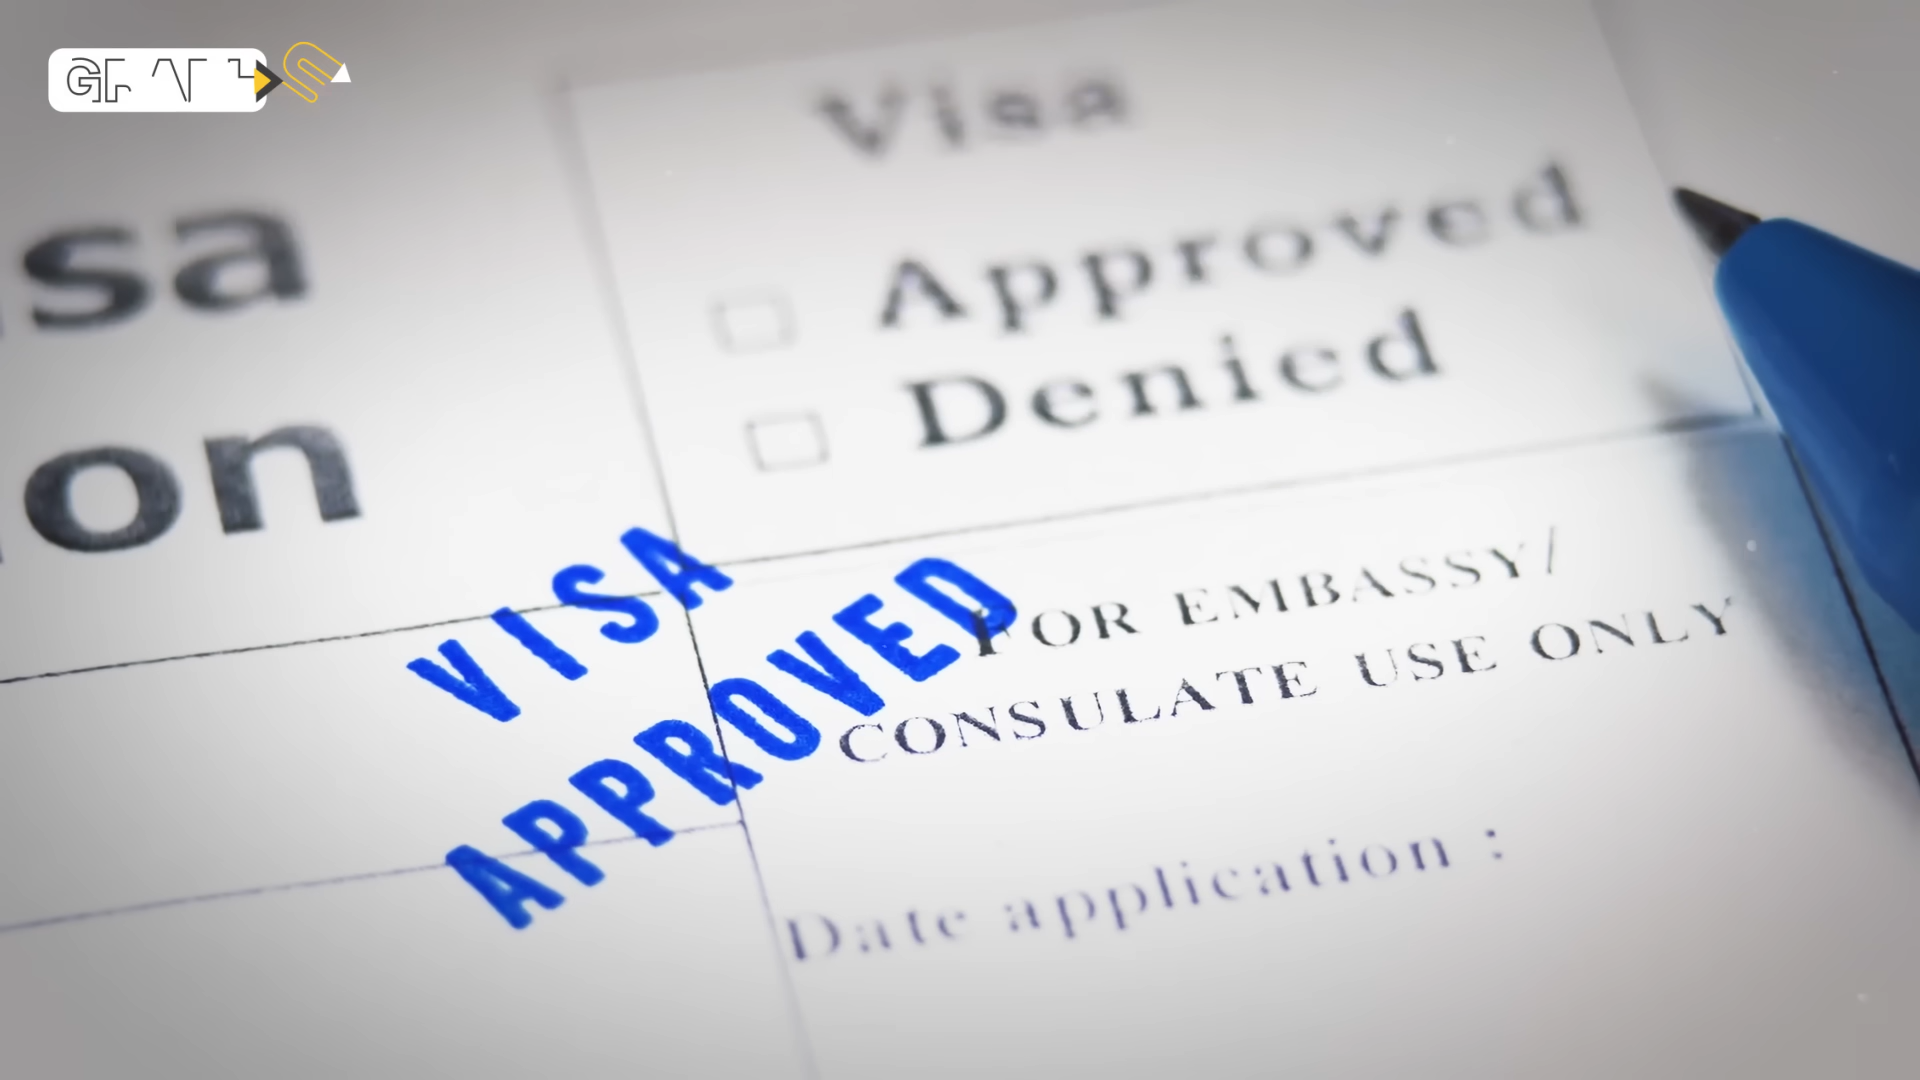 Visa
Approved
Denied
sa
on
VISA
APPROVED
FOR EMBASSY/
CONSULATE USE ONLY
Date application :